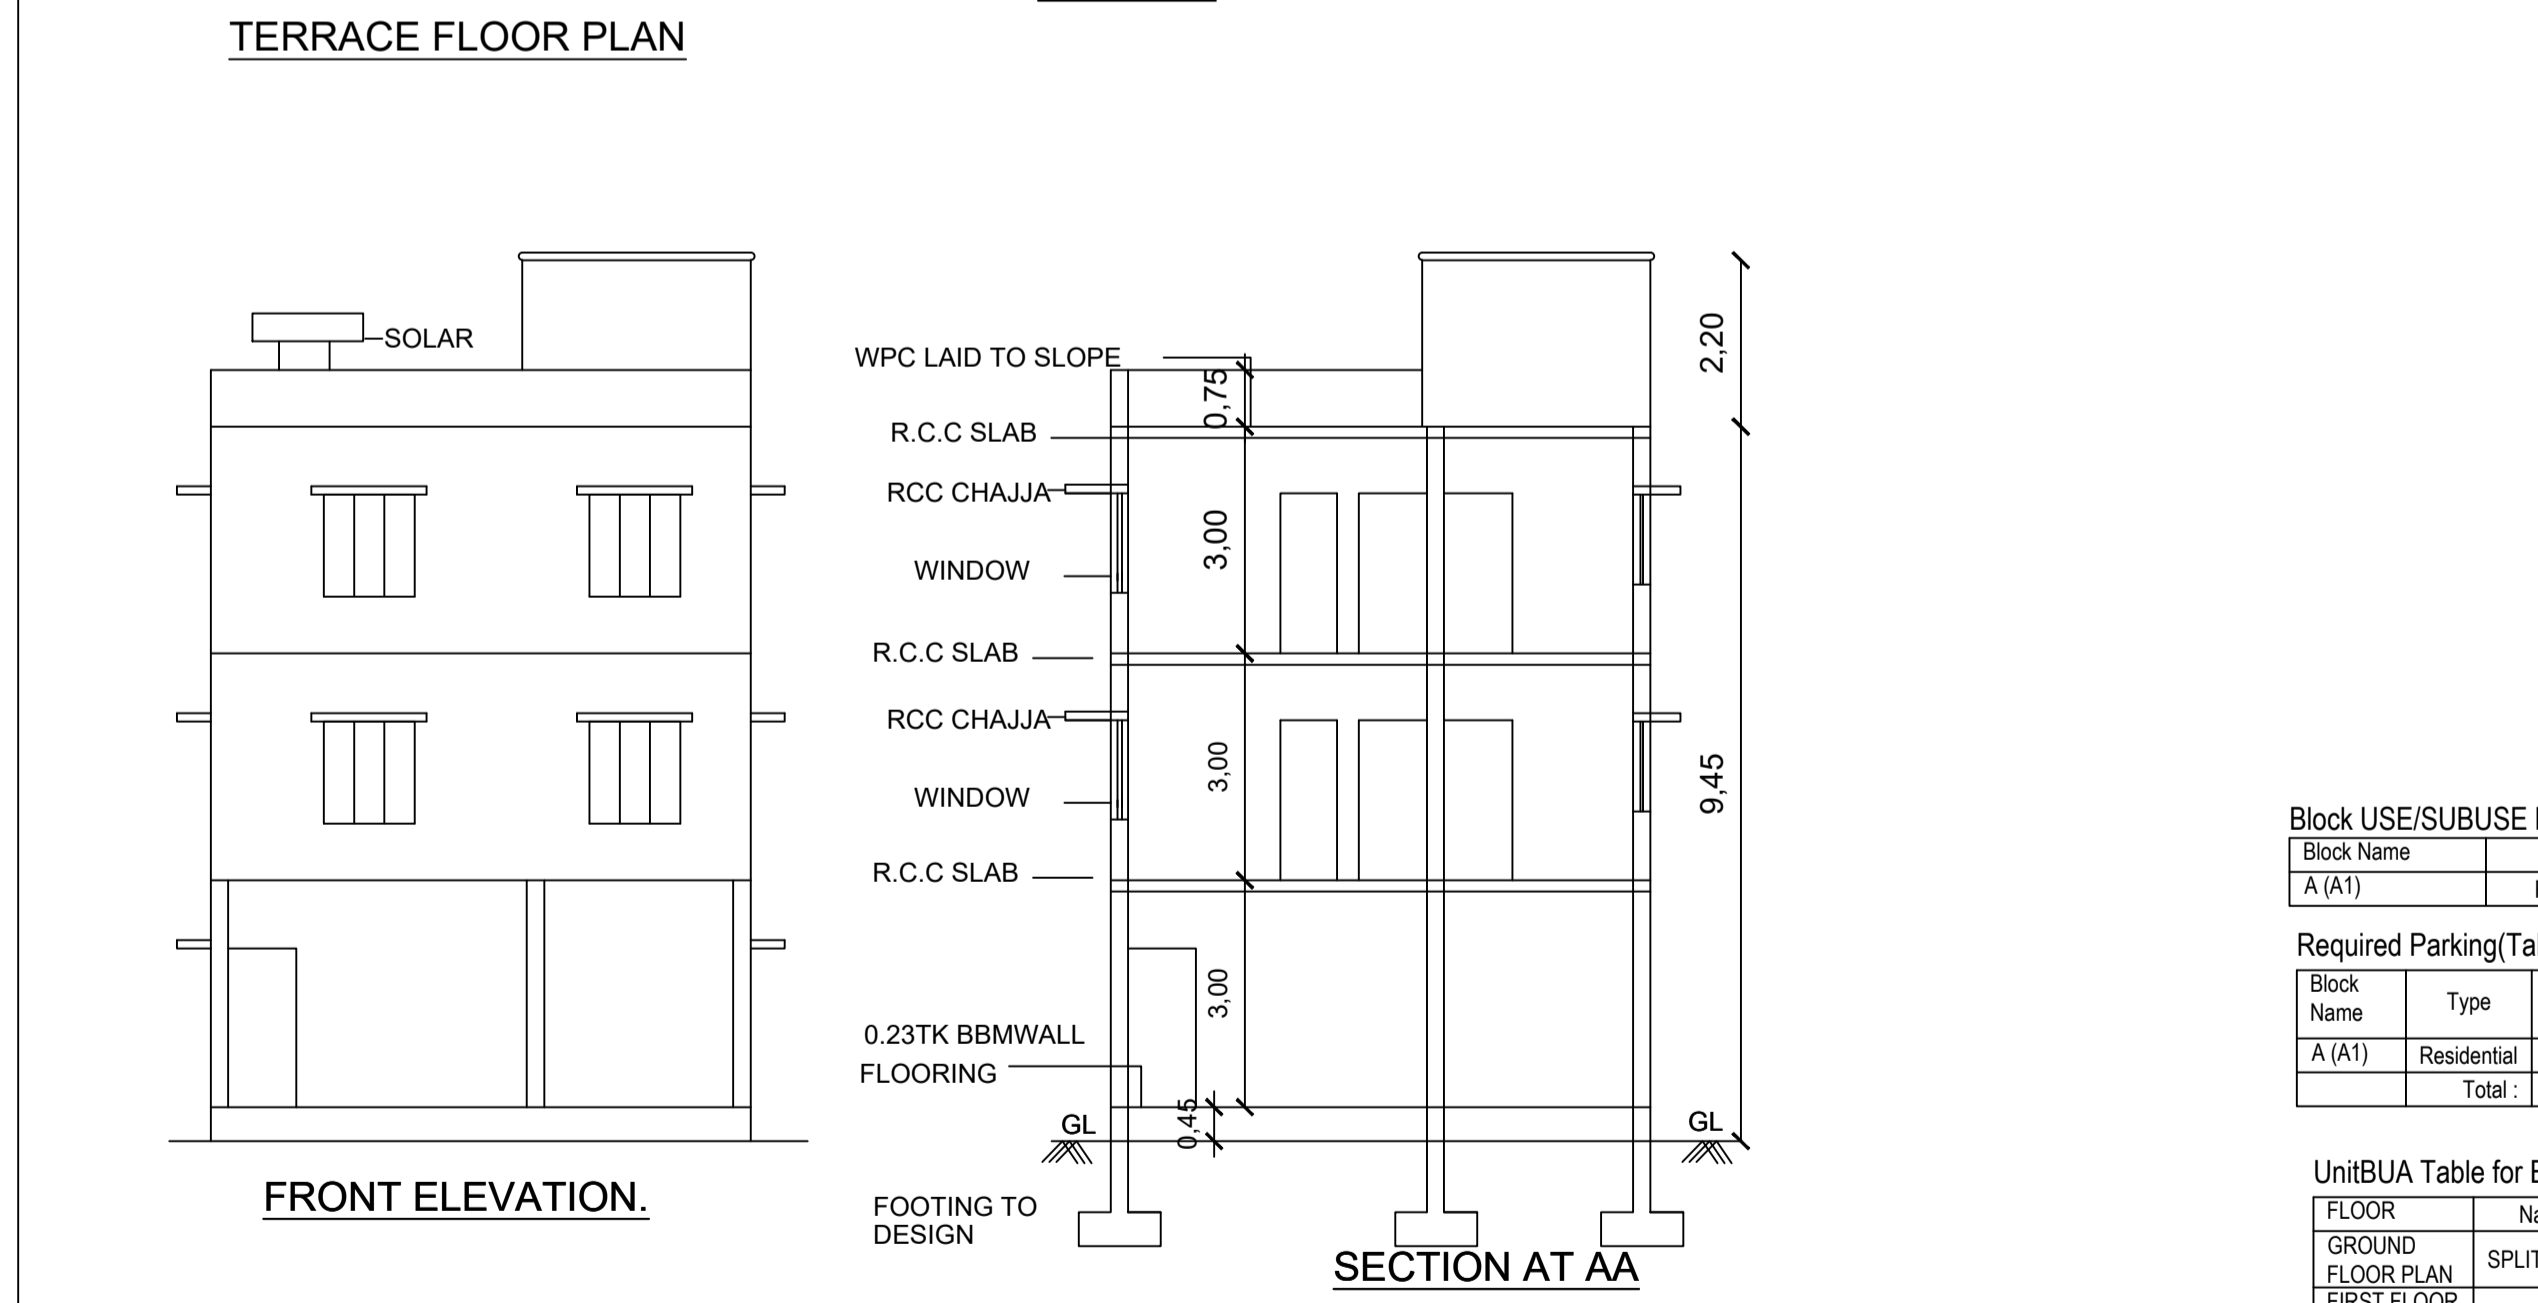 TERRACE FLOOR PLAN
SOLAR
FRONT ELEVATION.
WPC LAID TO SLOPE
R.C.C SLAB
RCC CHAJJA
WINDOW
R.C.C SLAB
RCC CHAJJA
WINDOW
R.C.C SLAB
0.23TK BBMWALL
FLOORING
GL
GL
FOOTING TO
DESIGN
0,75
3,00
3,00
3,00
0,45
2,20
9,45
SECTION AT AA
Block USE/SUBUSE
Block Name
A (A1)
Required Parking(Ta
Block
Name
Type
A (A1)
Residential
Total :
UnitBUA Table for
FLOOR
Na
GROUND
FLOOR PLAN
SPLIT
FIRST FLOOR